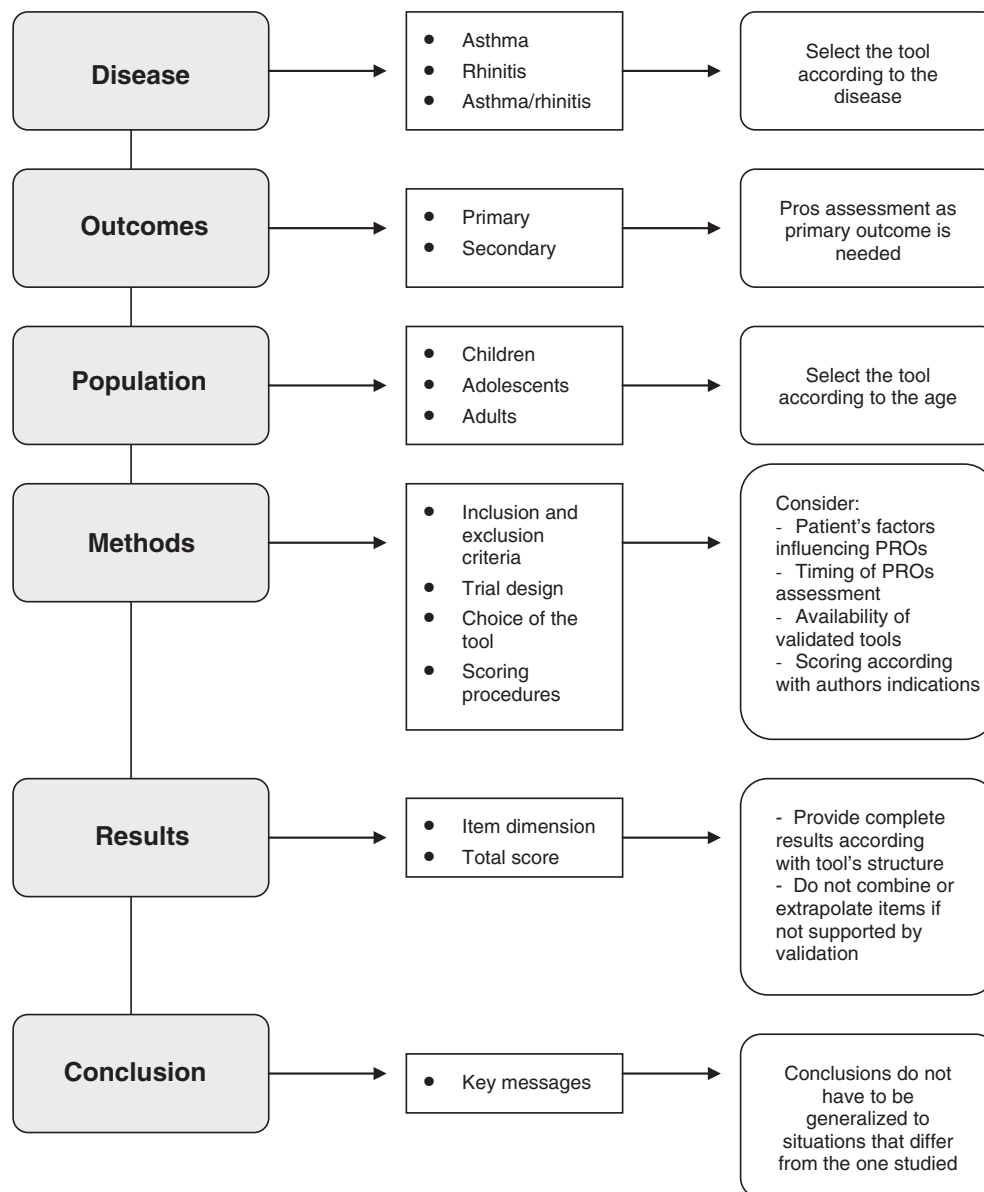 Disease
● Asthma
● Rhinitis
● Asthma/rhinitis
Select the tool
according to the
disease
Outcomes
● Primary
● Secondary
Pros assessment as
primary outcome is
needed
Population
● Children
● Adolescents
● Adults
Select the tool
according to the age
Methods
● Inclusion and
exclusion
criteria
● Trial design
● Choice of the
tool
● Scoring
procedures
Consider:
- Patient's factors
influencing PROs
- Timing of PROs
assessment
- Availability of
validated tools
- Scoring according
with authors indications
Results
● Item dimension
● Total score
- Provide complete
results according
with tool's structure
- Do not combine or
extrapolate items if
not supported by
validation
Conclusion
● Key messages
Conclusions do not
have to be
generalized to
situations that differ
from the one studied